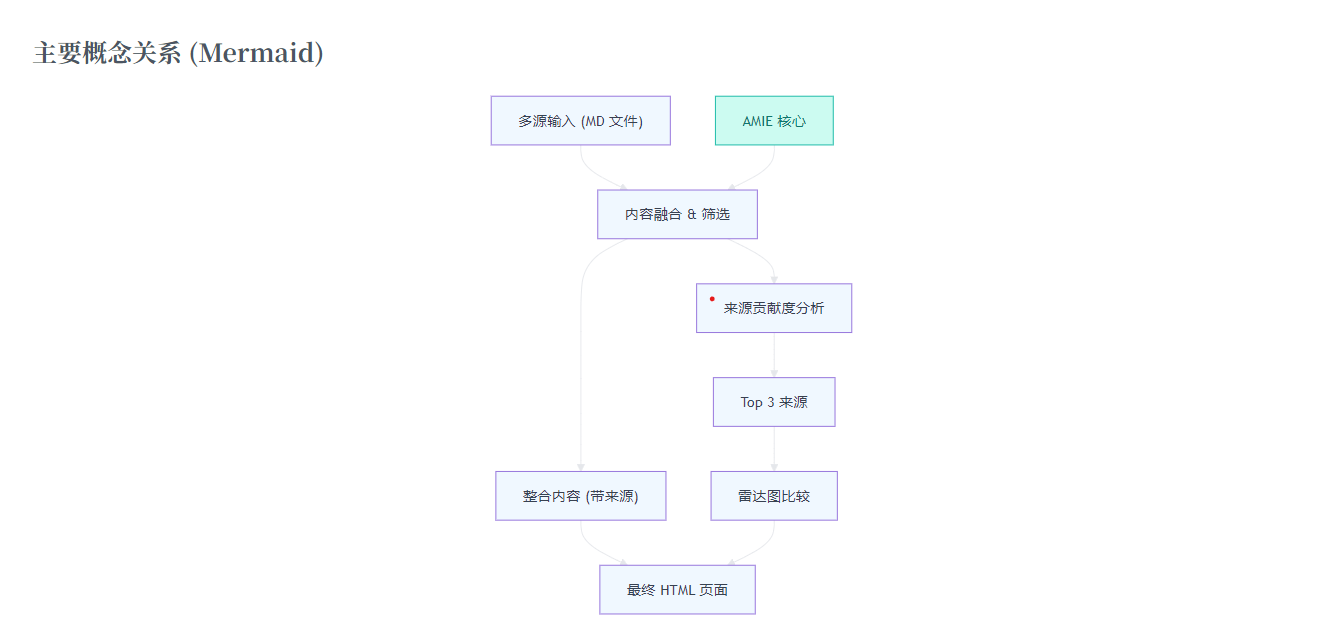 主要概念关系 (Mermaid)
多源输入 (MD 文件)
AMIE 核心
内容融合 & 筛选
来源贡献度分析
Top 3 来源
整合内容 (带来源)
雷达图比较
最终 HTML 页面